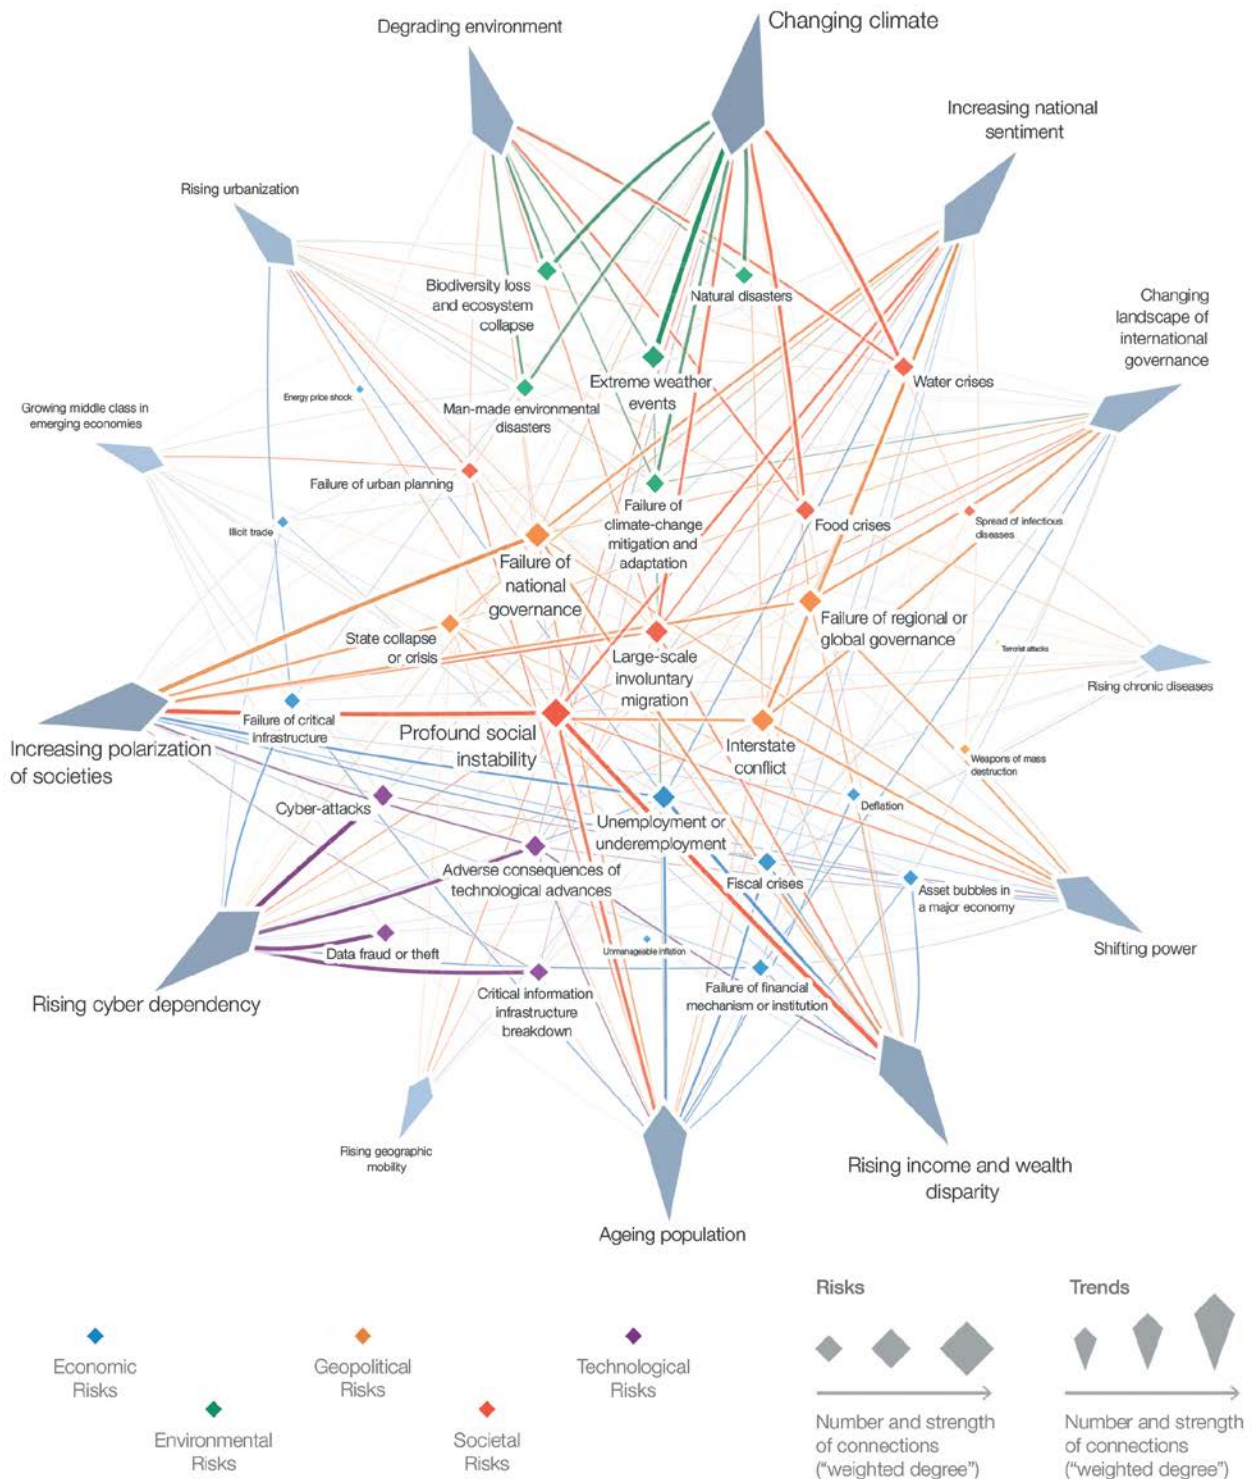 Changing climate
Degrading environment
Increasing national
sentiment
Rising urbanization
Biodiversity loss
and ecosystem
collapse
Natural disasters
Changing
landscape of
international
governance
Extreme weather
events
Water crises
Energy price shock
Man-made environmental
disasters
Growing middle class in
emerging economies
Failure of urban planning
Failure of
climate-change
mitigation and
adaptation
Food crises
Spread of infectious
diseases
Illicit trade
Failure of
national
governance
State collapse
or crisis
Failure of regional or
global governance
Large-scale
involuntary
migration
Terrorist attacks
Rising chronic diseases
Failure of critical
infrastructure
Increasing polarization
of societies
Profound social
instability
Interstate
conflict
Weapons of mass
destruction
Cyber-attacks
Unemployment or
underemployment
Deflation
Adverse consequences of
technological advances
Fiscal crises
Asset bubbles in
a major economy
Data fraud or theft
Unmanageable inflation
Shifting power
Rising cyber dependency
Critical information
infrastructure
breakdown
Failure of financial
mechanism or institution
Rising geographic
mobility
Rising income and wealth
disparity
Ageing population
Economic
Risks
Environmental
Risks
Geopolitical
Risks
Societal
Risks
Technological
Risks
Risks
Number and strength
of connections
("weighted degree")
Trends
Number and strength
of connections
("weighted degree")